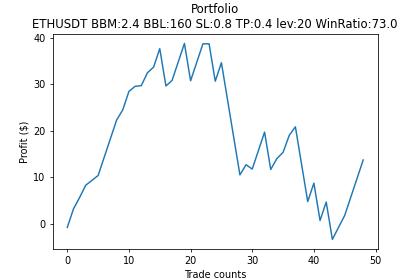 Portfolio
ETHUSDT BBM:2.4 BBL:160 SL:0.8 TP:0.4 lev:20 WinRatio:73.0
40
30
20
10
0
Profit ($)
0 10 20 30 40 50
Trade counts